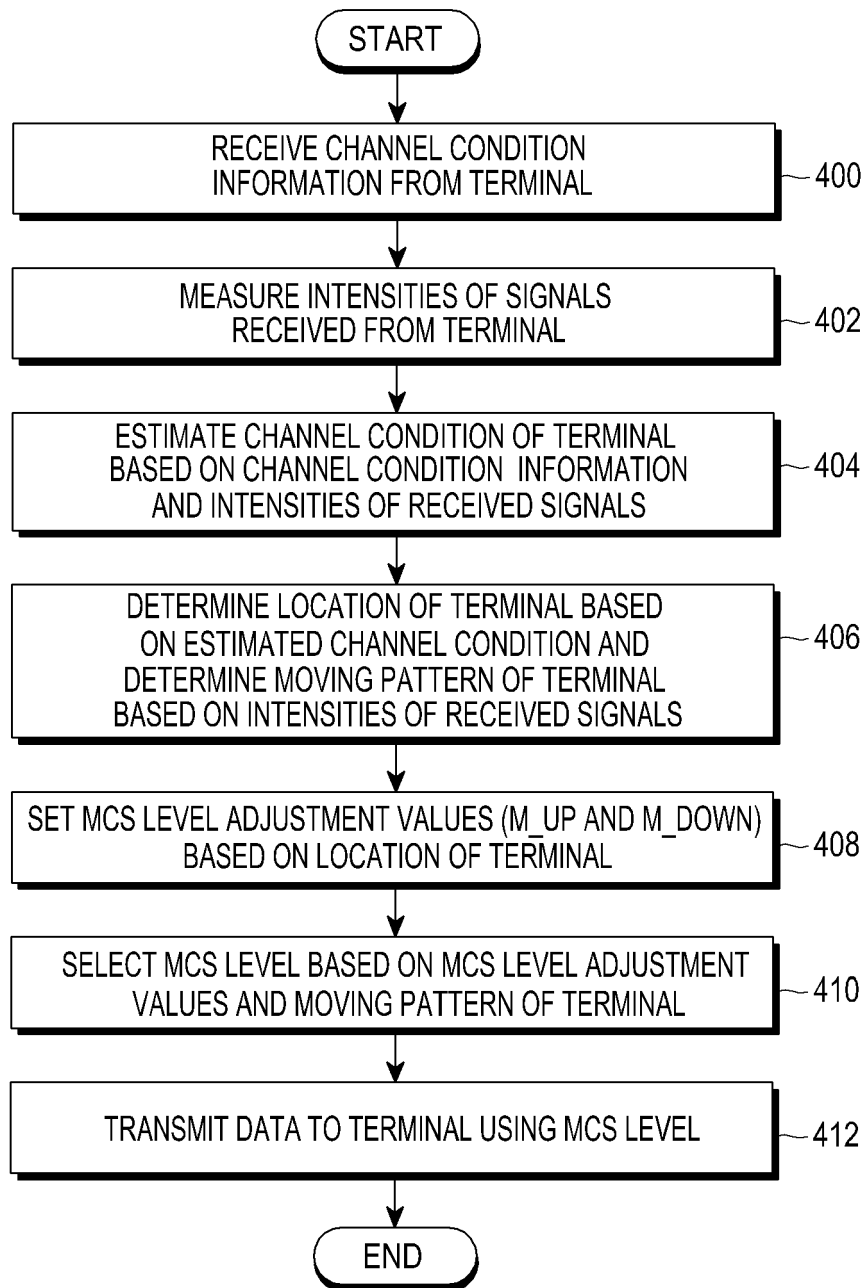 START
RECEIVE CHANNEL CONDITION
INFORMATION FROM TERMINAL
400
MEASURE INTENSITIES OF SIGNALS
RECEIVED FROM TERMINAL
402
ESTIMATE CHANNEL CONDITION OF TERMINAL
BASED ON CHANNEL CONDITION INFORMATION
AND INTENSITIES OF RECEIVED SIGNALS
404
DETERMINE LOCATION OF TERMINAL BASED
ON ESTIMATED CHANNEL CONDITION AND
DETERMINE MOVING PATTERN OF TERMINAL
BASED ON INTENSITIES OF RECEIVED SIGNALS
406
SET MCS LEVEL ADJUSTMENT VALUES (M_UP AND M_DOWN)
BASED ON LOCATION OF TERMINAL
408
SELECT MCS LEVEL BASED ON MCS LEVEL ADJUSTMENT
VALUES AND MOVING PATTERN OF TERMINAL
410
TRANSMIT DATA TO TERMINAL USING MCS LEVEL
412
END